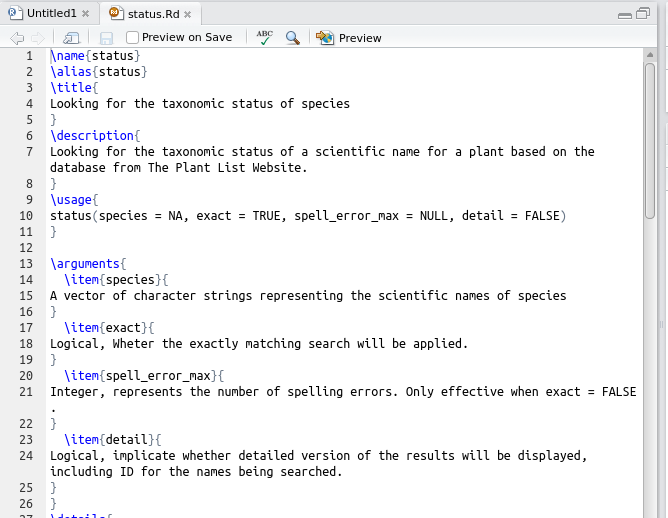 Untitled1 status.Rd
Preview on Save ABC Preview
1 \name{status}
2 \alias{status}
3 \title{
4 Looking for the taxonomic status of species
5 }
6 \description{
7 Looking for the taxonomic status of a scientific name for a plant based on the
database from The Plant List Website.
8 }
9 \usage{
10 status(species = NA, exact = TRUE, spell_error_max = NULL, detail = FALSE)
11 }
12
13 \arguments{
14 \item{species}{
15 A vector of character strings representing the scientific names of species
16 }
17 \item{exact}{
18 Logical, Wheter the exactly matching search will be applied.
19 }
20 \item{spell_error_max}{
21 Integer, represents the number of spelling errors. Only effective when exact = FALSE
.
22 }
23 \item{detail}{
24 Logical, implicate whether detailed version of the results will be displayed,
including ID for the names being searched.
25 }
26 }
27 \details{